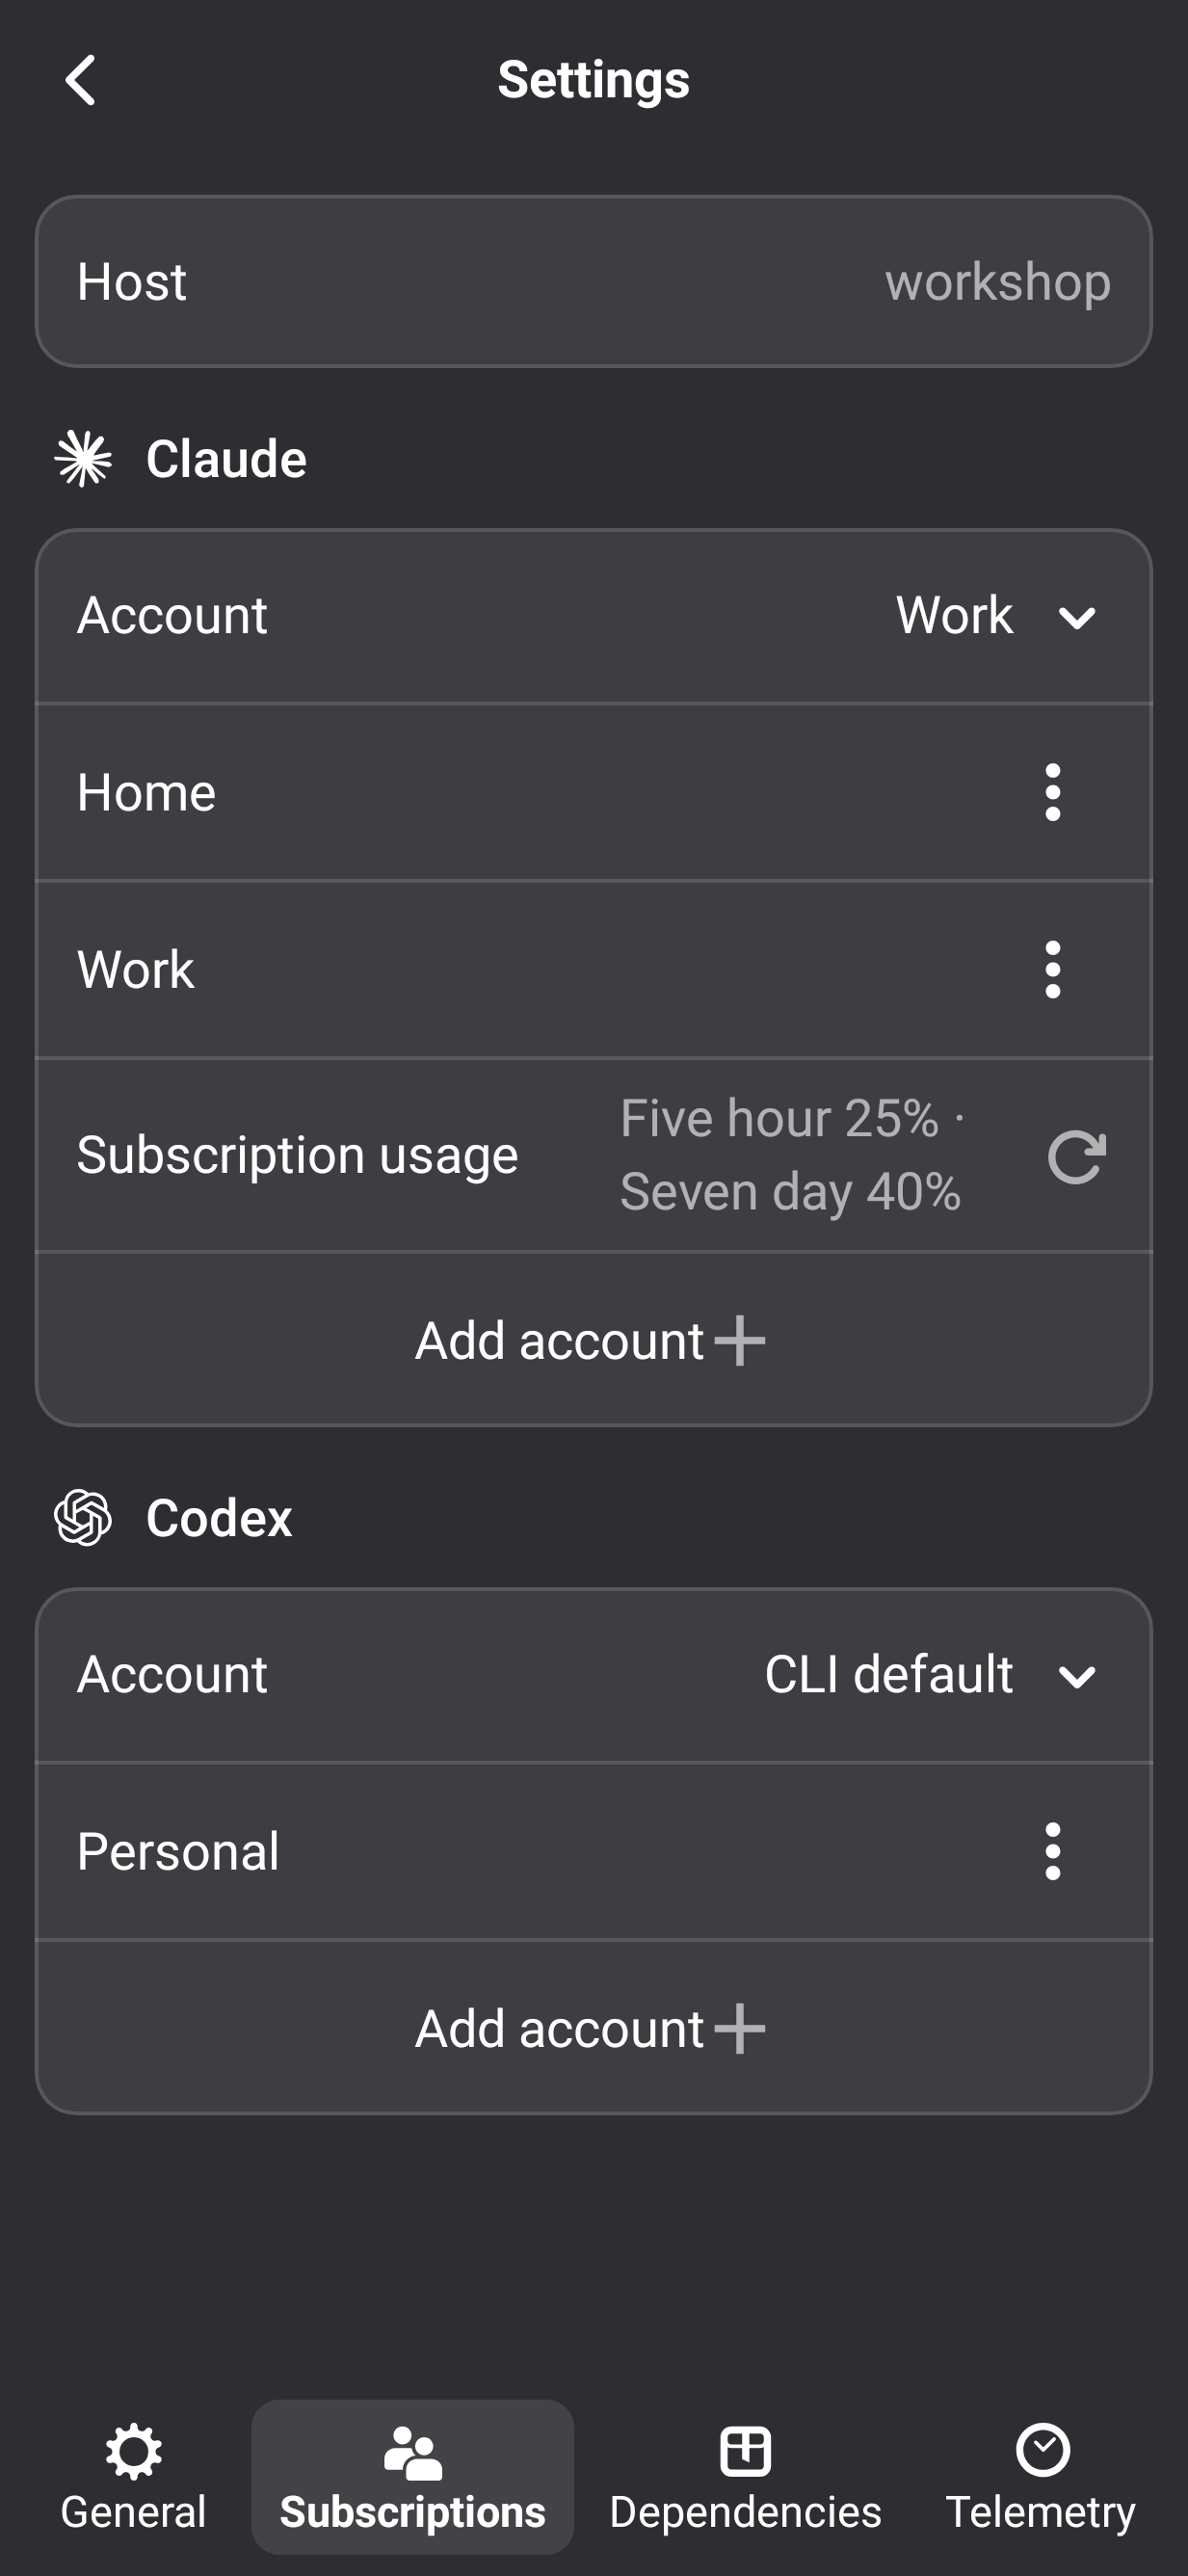 Settings
Host
workshop
Claude
Account
Work
Home
Work
Subscription usage
Five hour 25% ·
Seven day 40%
Add account
Codex
Account
CLI default
Personal
Add account
General
Subscriptions
Dependencies
Telemetry